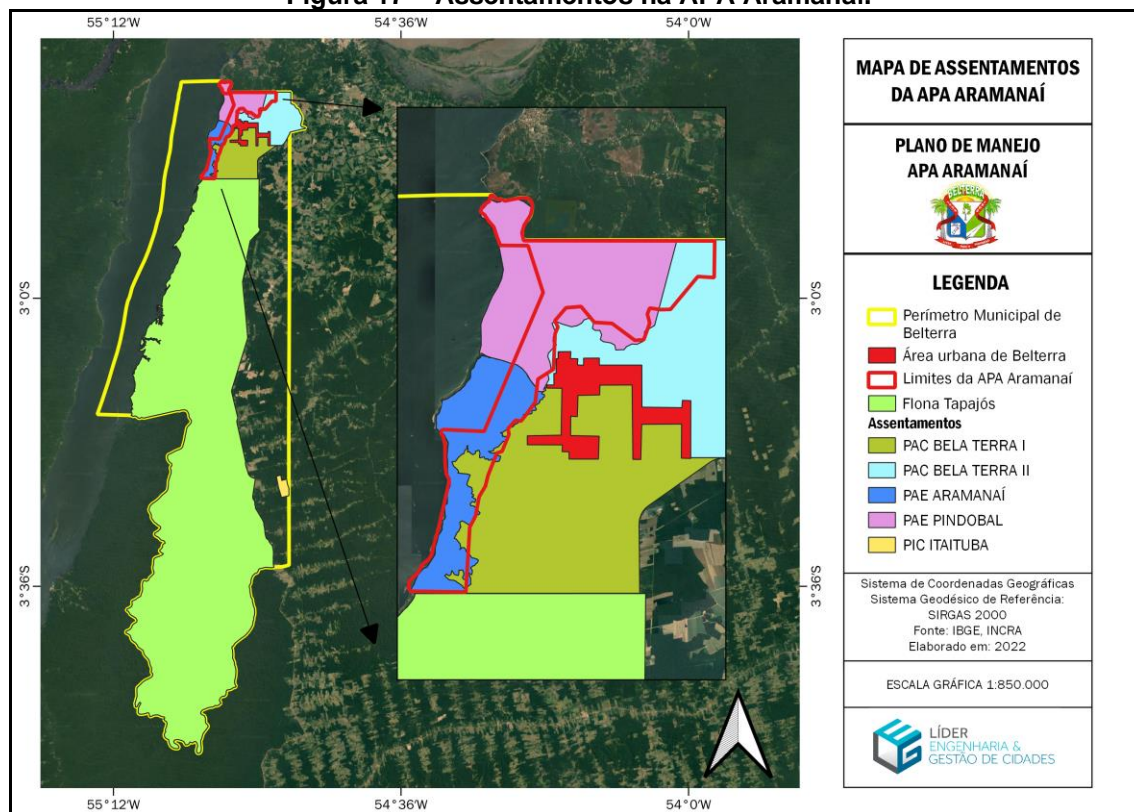 Figura 17 – Assentamentos na APA Aramanaí.
55°12'W
54°36'W
54°0'W
3°0'S
3°0'S
3°36'S
3°36'S
55°12'W
54°36'W
54°0'W
MAPA DE ASSENTAMENTOS
DA APA ARAMANAÍ
PLANO DE MANEJO
APA ARAMANAÍ
BELTERRA
LEGENDA
Perímetro Municipal de
Belterra
Área urbana de Belterra
Limites da APA Aramanaí
Flona Tapajós
Assentamentos
PAC BELA TERRA I
PAC BELA TERRA II
PAE ARAMANAÍ
PAE PINDOBAL
PIC ITAITUBA
Sistema de Coordenadas Geográficas
Sistema Geodésico de Referência:
SIRGAS 2000
Fonte: IBGE, INCRA
Elaborado em: 2022
ESCALA GRÁFICA 1:850.000
LÍDER
ENGENHARIA &
GESTÃO DE CIDADES